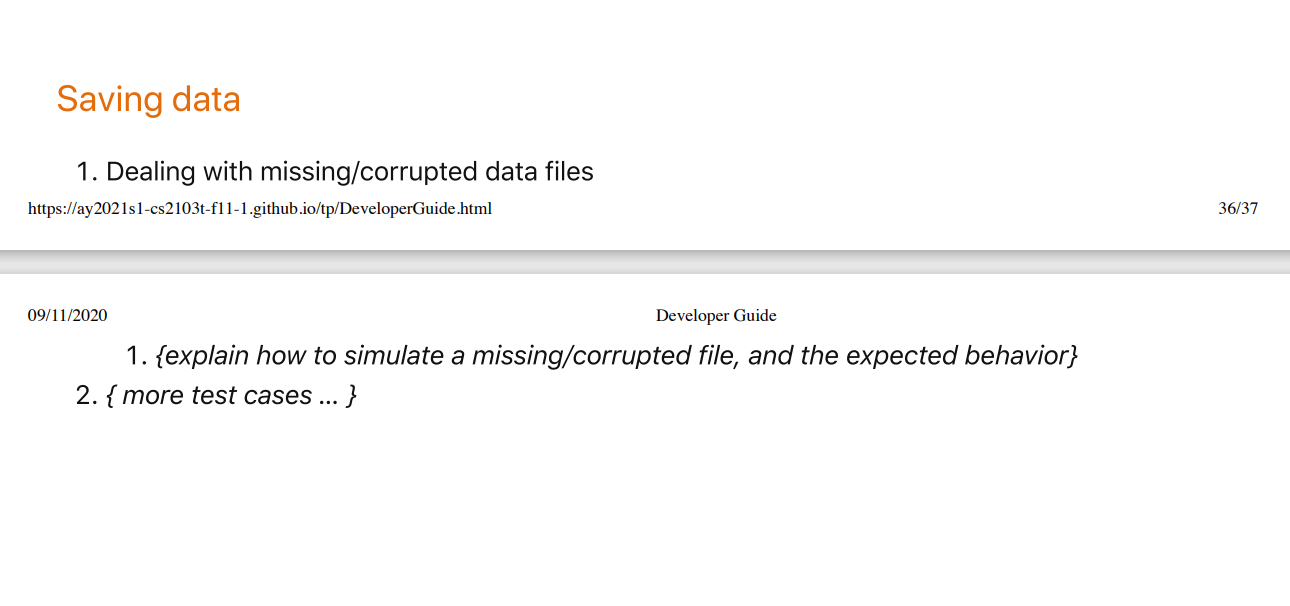 Saving data
1. Dealing with missing/corrupted data files
https://ay2021s1-cs2103t-f11-1.github.io/tp/DeveloperGuide.html 36/37
09/11/2020 Developer Guide
1. {explain how to simulate a missing/corrupted file, and the expected behavior}
2. { more test cases ... }